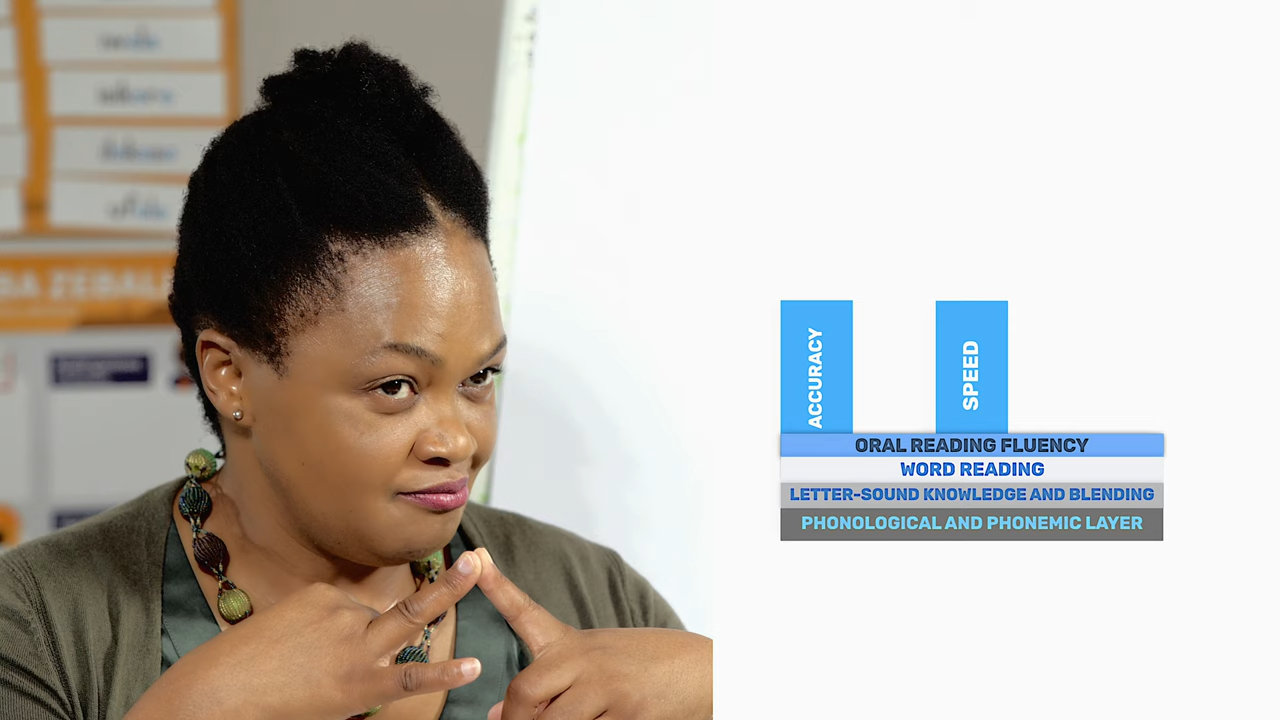 ACCURACY
SPEED
ORAL READING FLUENCY
WORD READING
LETTER-SOUND KNOWLEDGE AND BLENDING
PHONOLOGICAL AND PHONEMIC LAYER